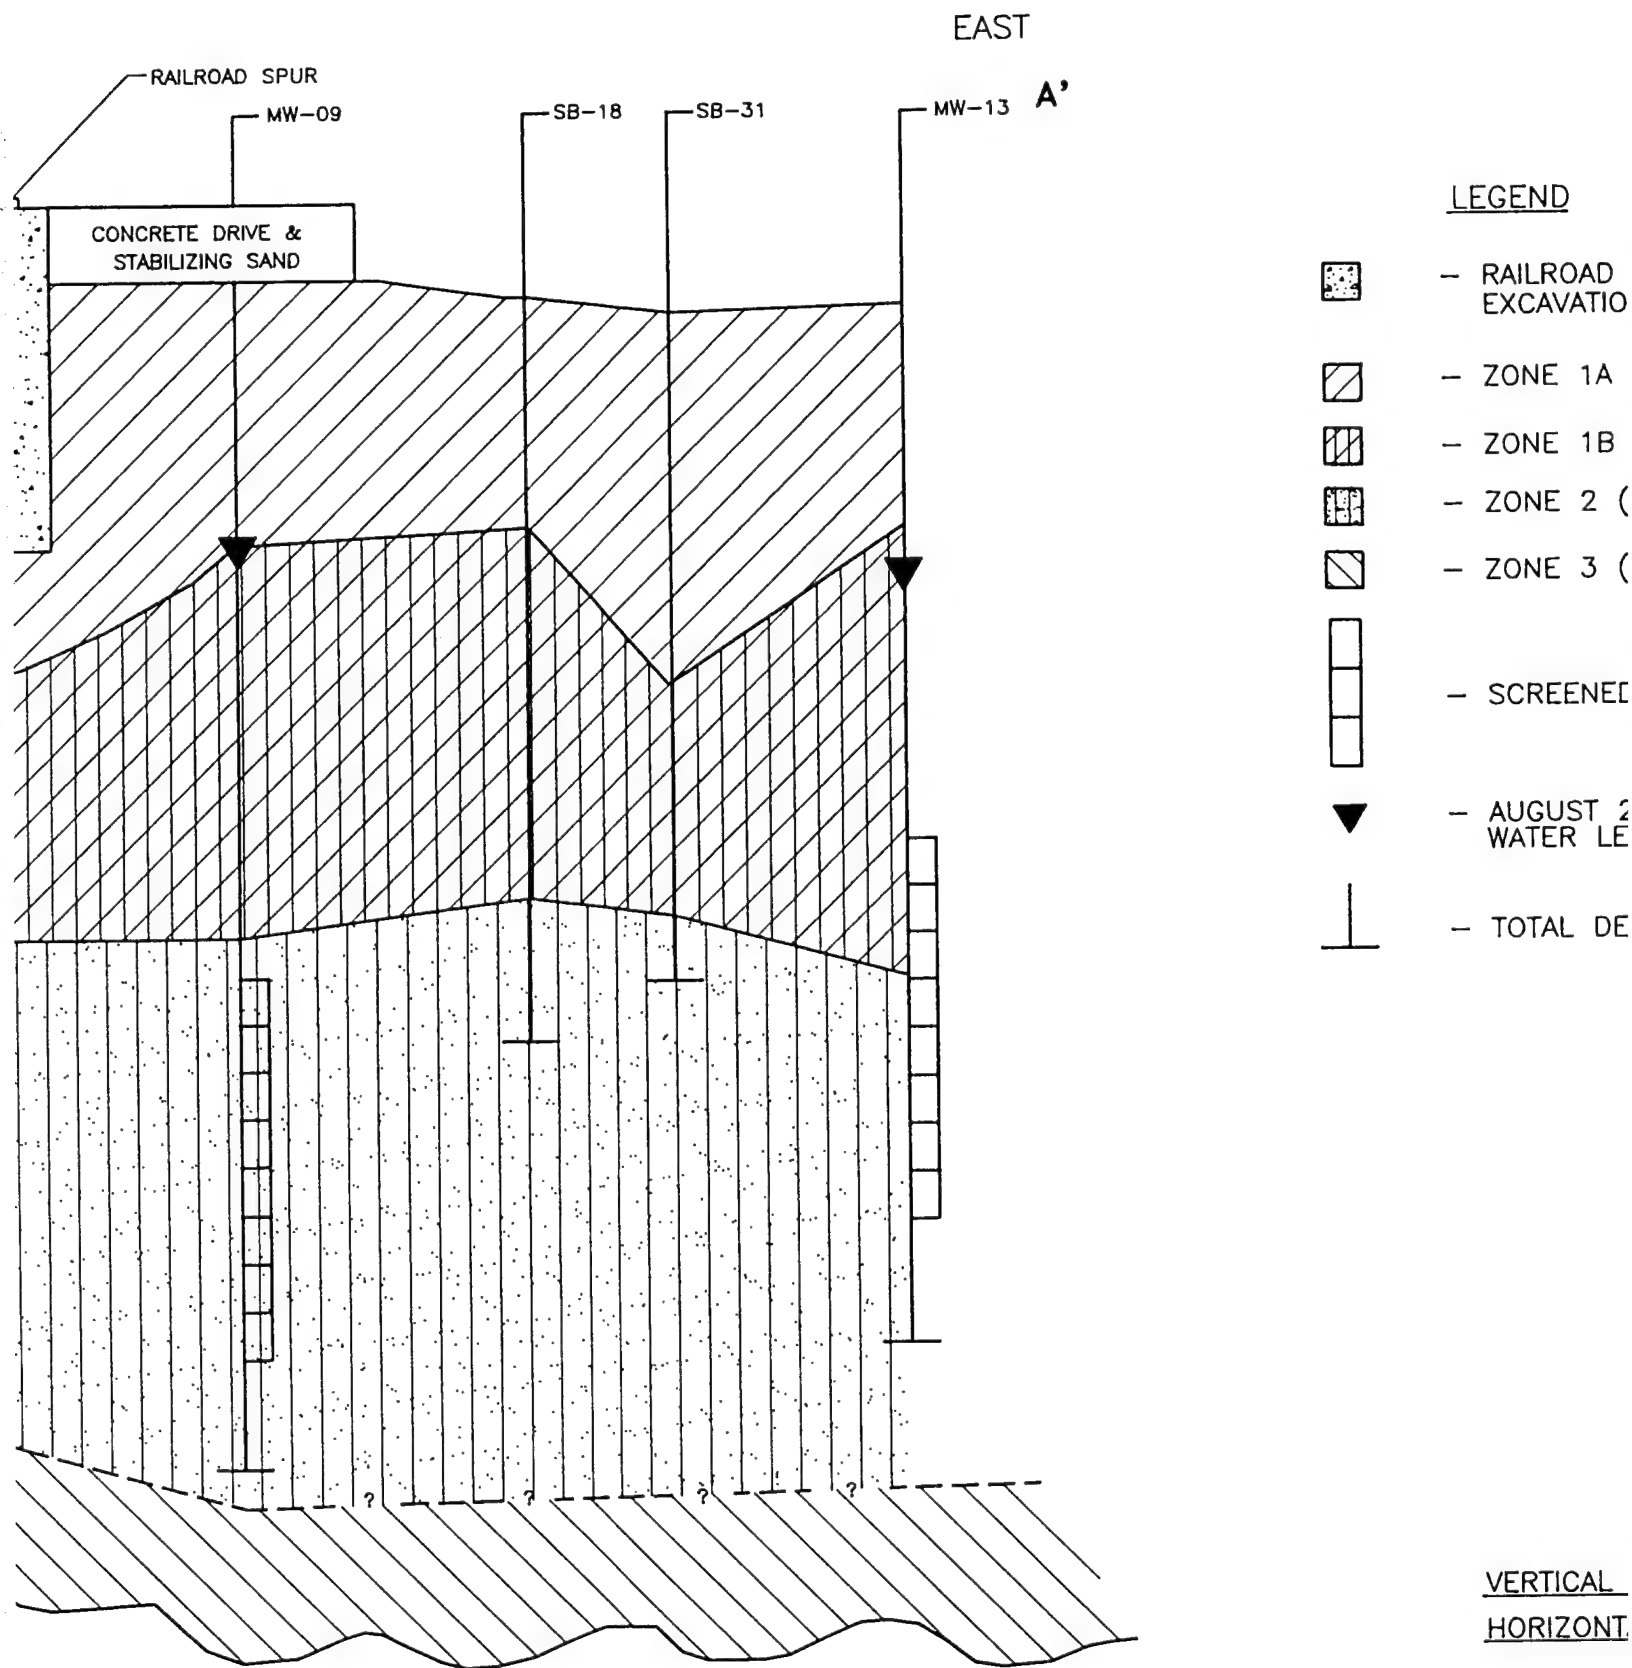 EAST
RAILROAD SPUR
MW-09
SB-18
SB-31
MW-13
A'
CONCRETE DRIVE &
STABILIZING SAND
LEGEND
- RAILROAD
EXCAVATIO
- ZONE 1A
- ZONE 1B
- ZONE 2 (
- ZONE 3 (
- SCREENED
- AUGUST 2
WATER LE
- TOTAL DE
? ? ? ?
VERTICAL
HORIZONT